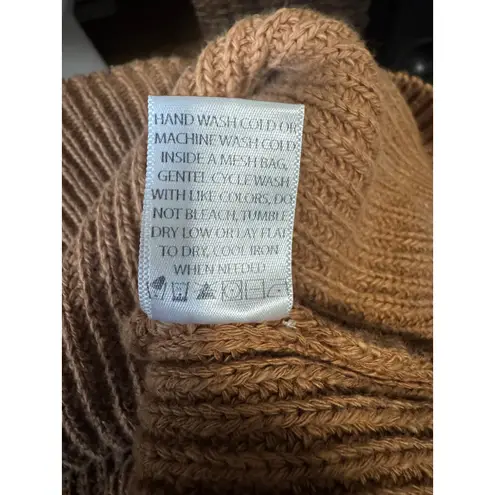 HAND WASH COLD OR
MACHINE WASH COLD
INSIDE A MESH BAG,
GENTEL CYCLE WASH
WITH LIKE COLORS, DO
NOT BLEACH, TUMBLE
DRY LOW OR LAY FLAT
TO DRY, COOL IRON
WHEN NEEDED